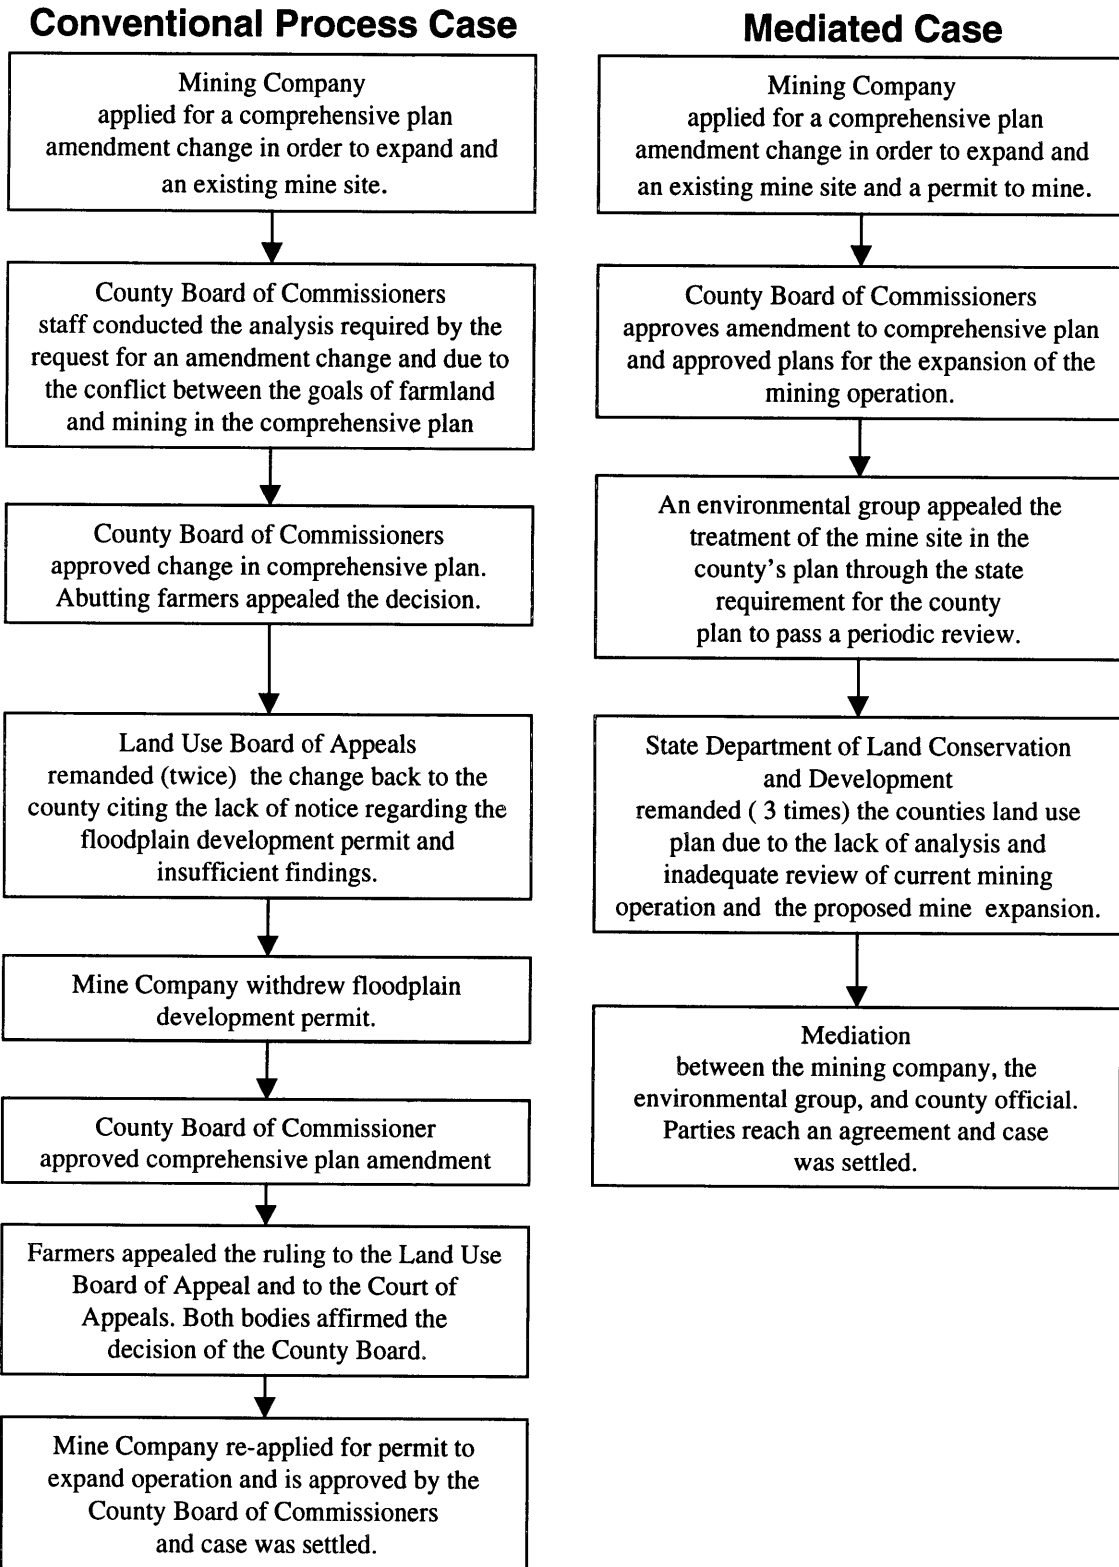 Conventional Process Case
Mining Company
applied for a comprehensive plan
amendment change in order to expand and
an existing mine site.
County Board of Commissioners
staff conducted the analysis required by the
request for an amendment change and due to
the conflict between the goals of farmland
and mining in the comprehensive plan
County Board of Commissioners
approved change in comprehensive plan.
Abutting farmers appealed the decision.
Land Use Board of Appeals
remanded (twice) the change back to the
county citing the lack of notice regarding the
floodplain development permit and
insufficient findings.
Mine Company withdrew floodplain
development permit.
County Board of Commissioner
approved comprehensive plan amendment
Farmers appealed the ruling to the Land Use
Board of Appeal and to the Court of
Appeals. Both bodies affirmed the
decision of the County Board.
Mine Company re-applied for permit to
expand operation and is approved by the
County Board of Commissioners
and case was settled.
Mediated Case
Mining Company
applied for a comprehensive plan
amendment change in order to expand and
an existing mine site and a permit to mine.
County Board of Commissioners
approves amendment to comprehensive plan
and approved plans for the expansion of the
mining operation.
An environmental group appealed the
treatment of the mine site in the
county's plan through the state
requirement for the county
plan to pass a periodic review.
State Department of Land Conservation
and Development
remanded ( 3 times) the counties land use
plan due to the lack of analysis and
inadequate review of current mining
operation and the proposed mine expansion.
Mediation
between the mining company, the
environmental group, and county official.
Parties reach an agreement and case
was settled.